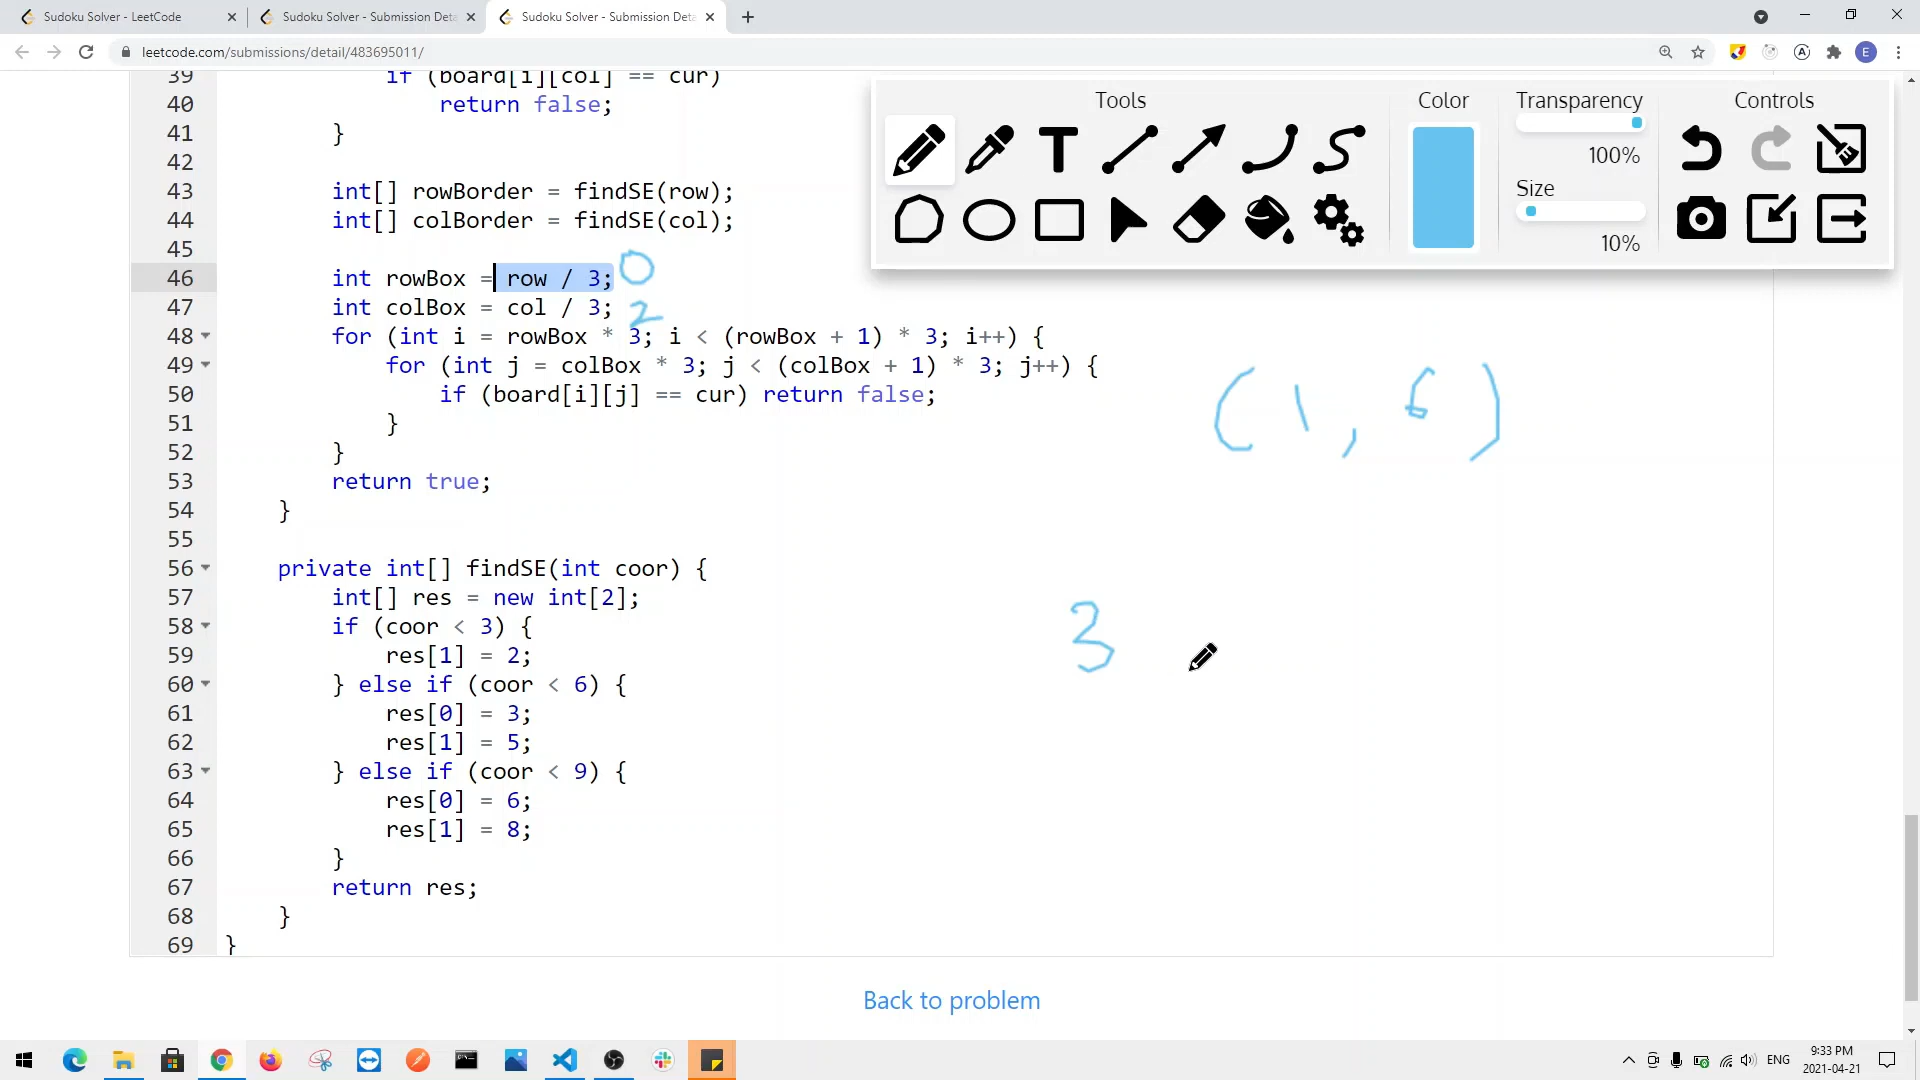 Sudoku Solver - LeetCode
Sudoku Solver - Submission Deta
Sudoku Solver - Submission Deta
leetcode.com/submissions/detail/483695011/
E
Tools
Color
Transparency
100%
Size
10%
Controls
39 if (board[i][col] == cur)
40 return false;
41 }
42
43 int[] rowBorder = findSE(row);
44 int[] colBorder = findSE(col);
45
46 int rowBox = row / 3; 0
47 int colBox = col / 3; 2
48 for (int i = rowBox * 3; i < (rowBox + 1) * 3; i++) {
49 for (int j = colBox * 3; j < (colBox + 1) * 3; j++) {
50 if (board[i][j] == cur) return false;
51 }
52 }
53 return true;
54 }
55
56 private int[] findSE(int coor) {
57 int[] res = new int[2];
58 if (coor < 3) {
59 res[1] = 2;
60 } else if (coor < 6) {
61 res[0] = 3;
62 res[1] = 5;
63 } else if (coor < 9) {
64 res[0] = 6;
65 res[1] = 8;
66 }
67 return res;
68 }
69 }
(1, 6)
3
Back to problem
ENG
9:33 PM
2021-04-21